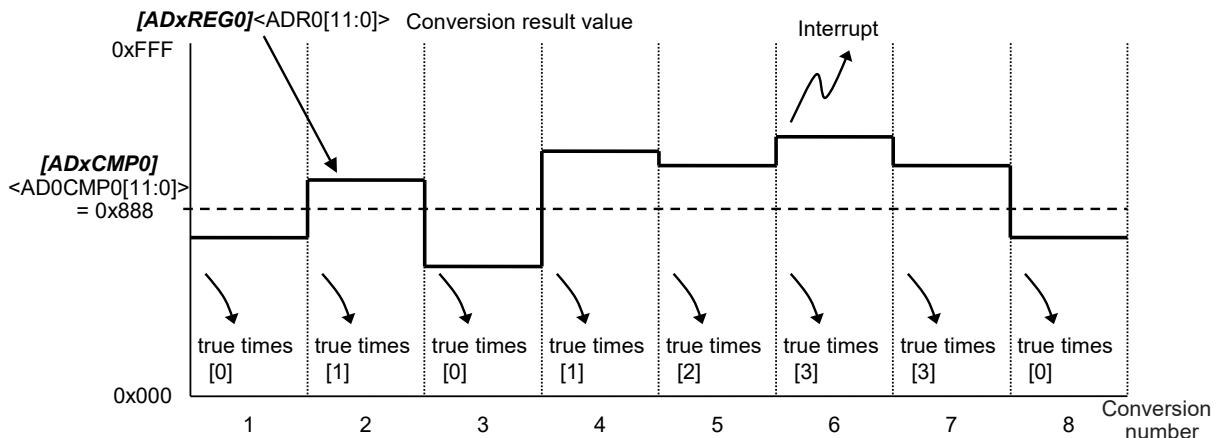 [ADxREG0]<ADR0[11:0]> Conversion result value
0xFFF
Interrupt
[ADxCMP0]
<AD0CMP0[11:0]>
= 0x888
true times true times true times true times true times true times true times true times
[0] [1] [0] [1] [2] [3] [3] [0]
0x000
1 2 3 4 5 6 7 8 Conversion
number